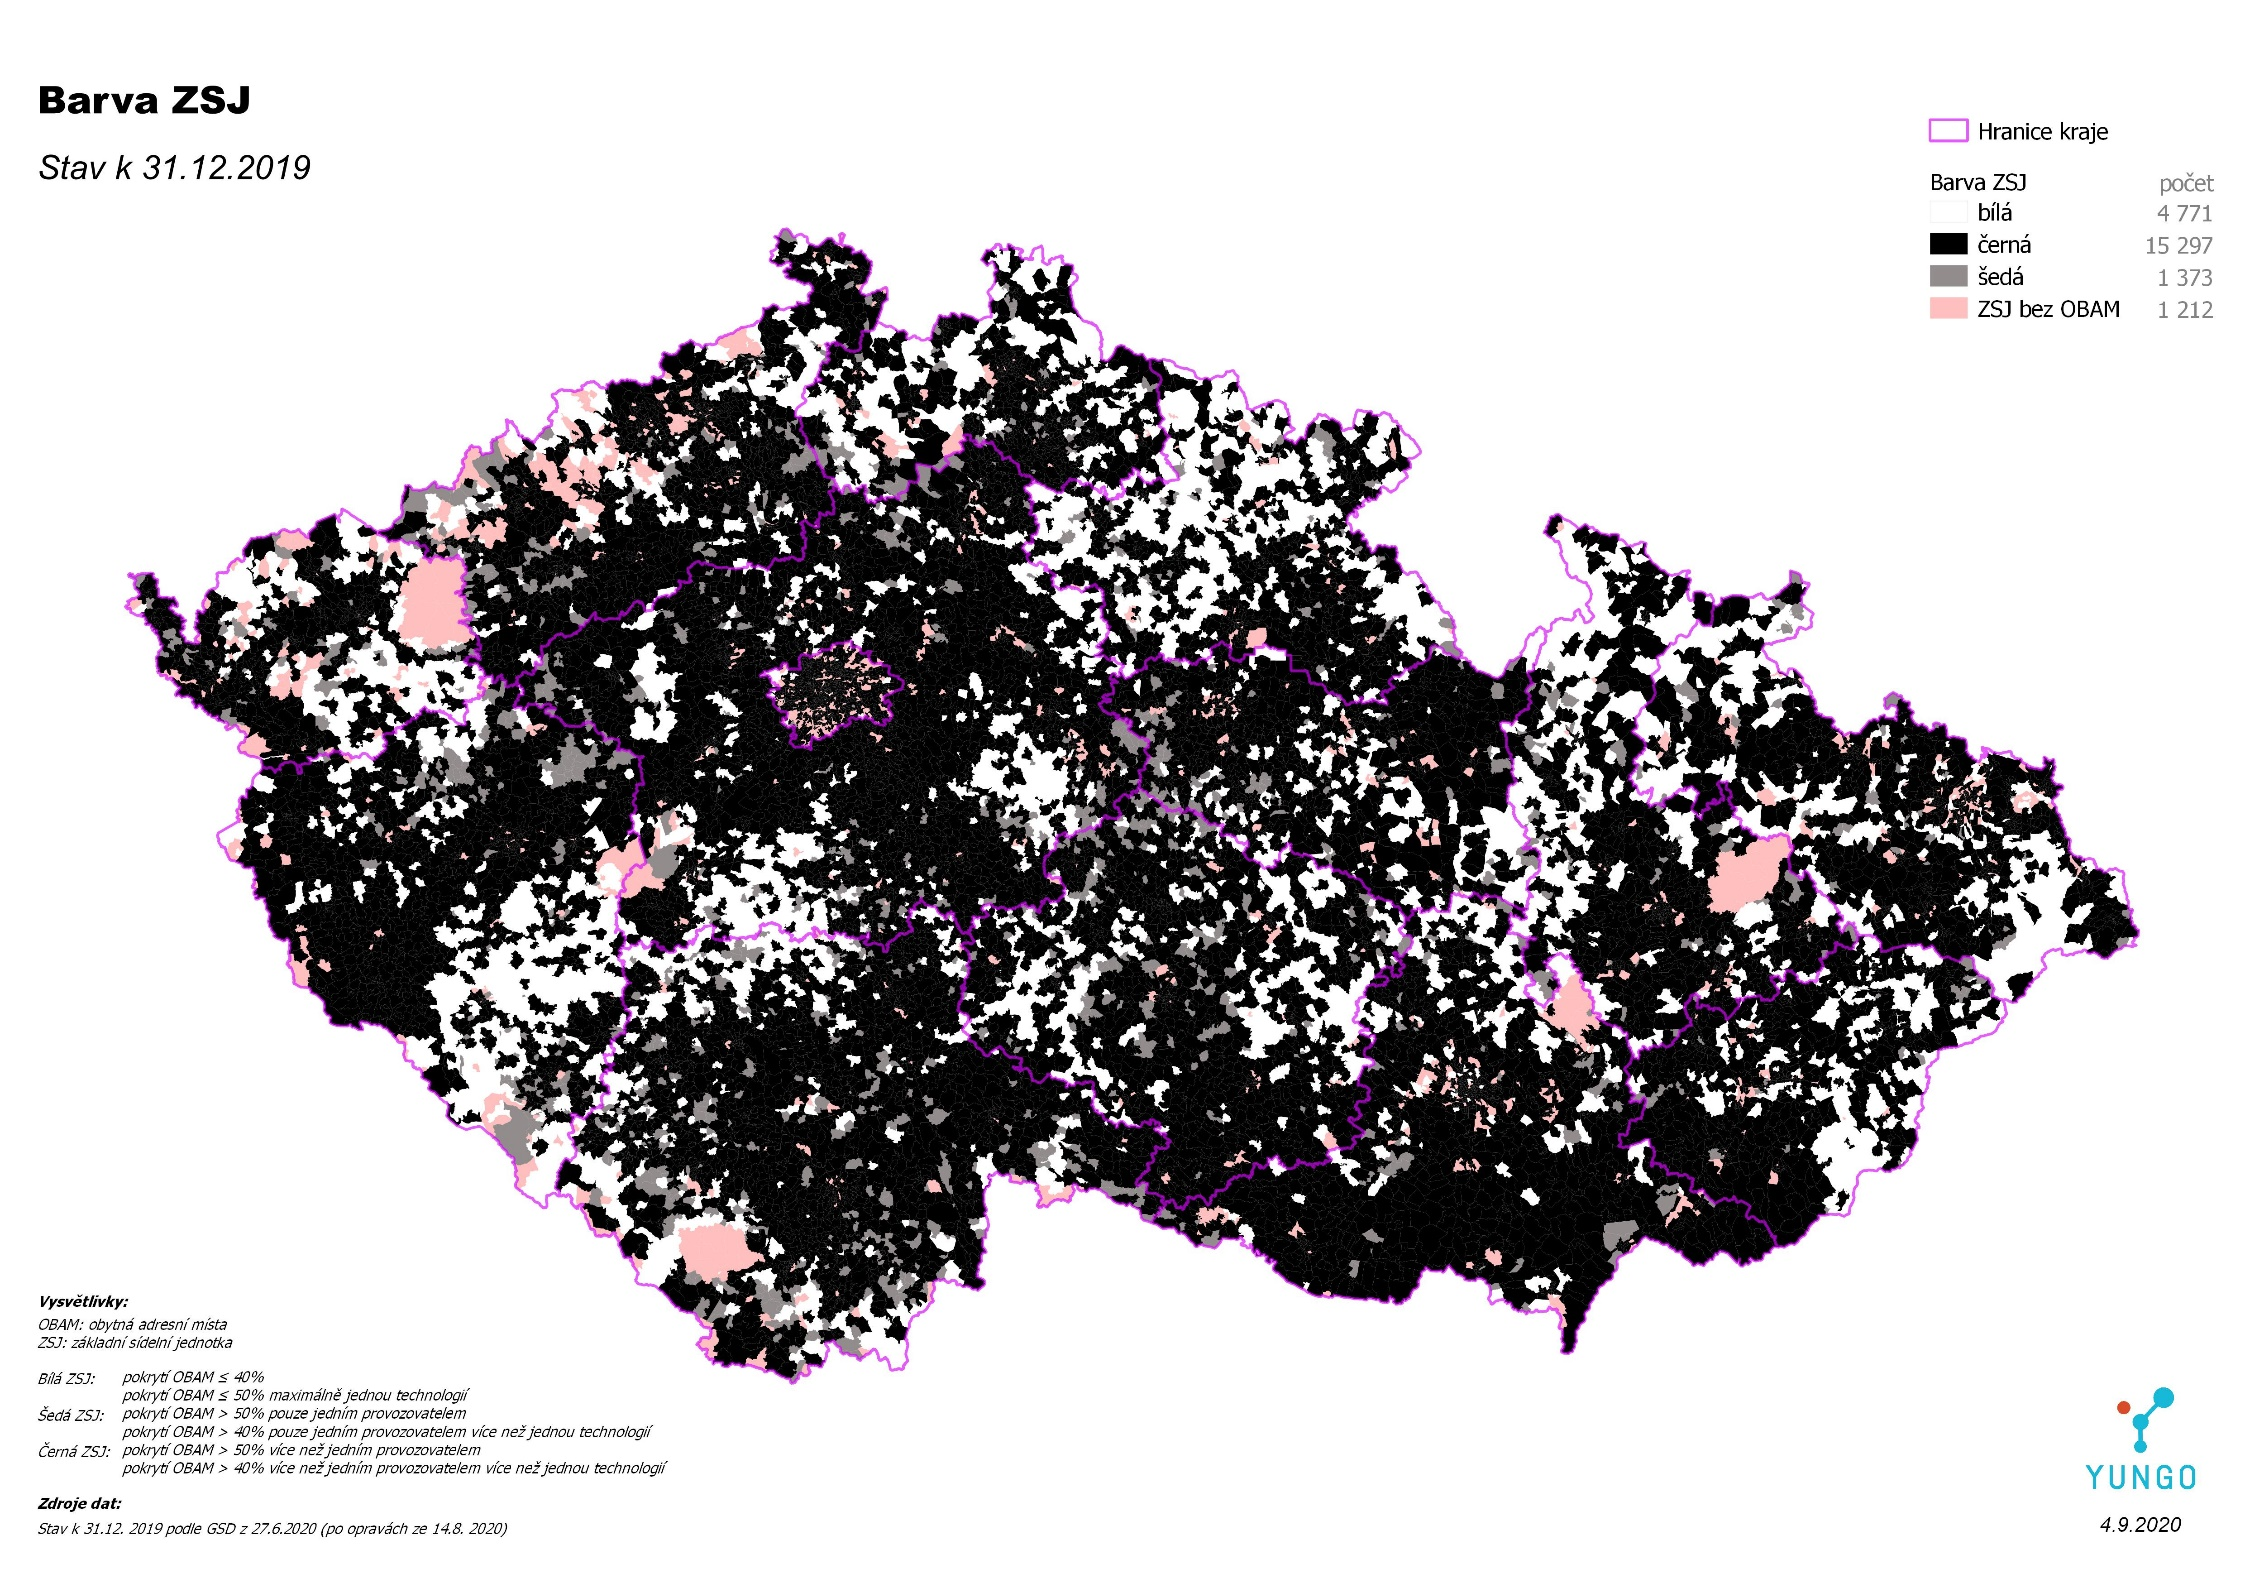 Barva ZSJ
Stav k 31.12.2019
Hranice kraje
Barva ZSJ počet
bílá 4 771
černá 15 297
šedá 1 373
ZSJ bez OBAM 1 212
Vysvětlivky:
OBAM: obytná adresní místa
ZSJ: základní sídelní jednotka
Bílá ZSJ: pokrytí OBAM ≤ 40%
pokrytí OBAM ≤ 50% maximálně jednou technologií
Šedá ZSJ: pokrytí OBAM > 50% pouze jedním provozovatelem
pokrytí OBAM > 40% pouze jedním provozovatelem více než jednou technologií
Černá ZSJ: pokrytí OBAM > 50% více než jedním provozovatelem
pokrytí OBAM > 40% více než jedním provozovatelem více než jednou technologií
Zdroje dat:
Stav k 31.12. 2019 podle GSD z 27.6.2020 (po opravách ze 14.8. 2020)
YUNGO
4.9.2020